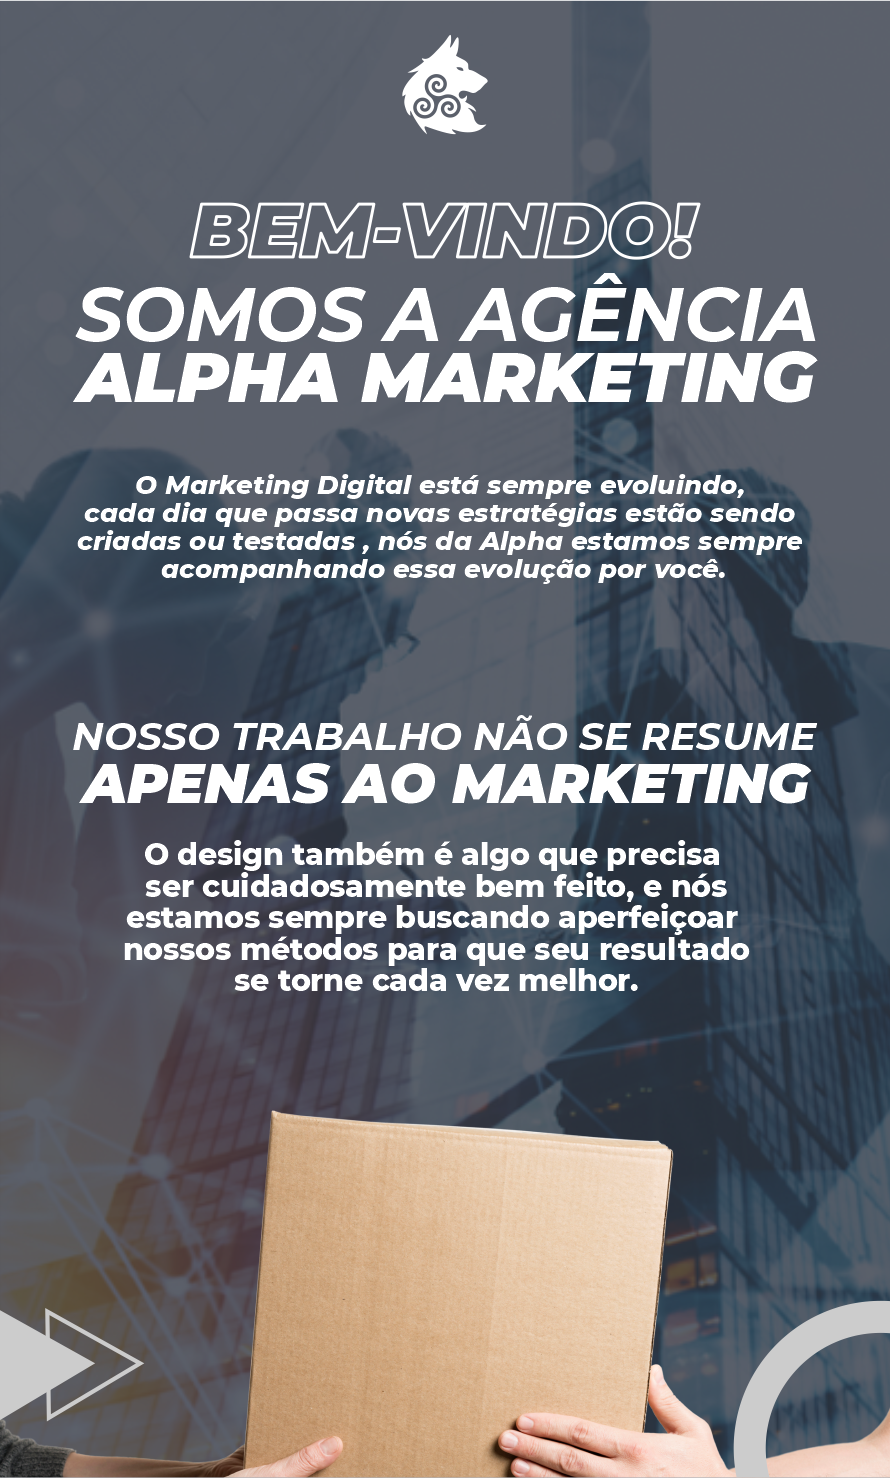 BEM-VINDO!
SOMOS A AGÊNCIA
ALPHA MARKETING
O Marketing Digital está sempre evoluindo,
cada dia que passa novas estratégias estão sendo
criadas ou testadas , nós da Alpha estamos sempre
acompanhando essa evolução por você.
NOSSO TRABALHO NÃO SE RESUME
APENAS AO MARKETING
O design também é algo que precisa
ser cuidadosamente bem feito, e nós
estamos sempre buscando aperfeiçoar
nossos métodos para que seu resultado
se torne cada vez melhor.